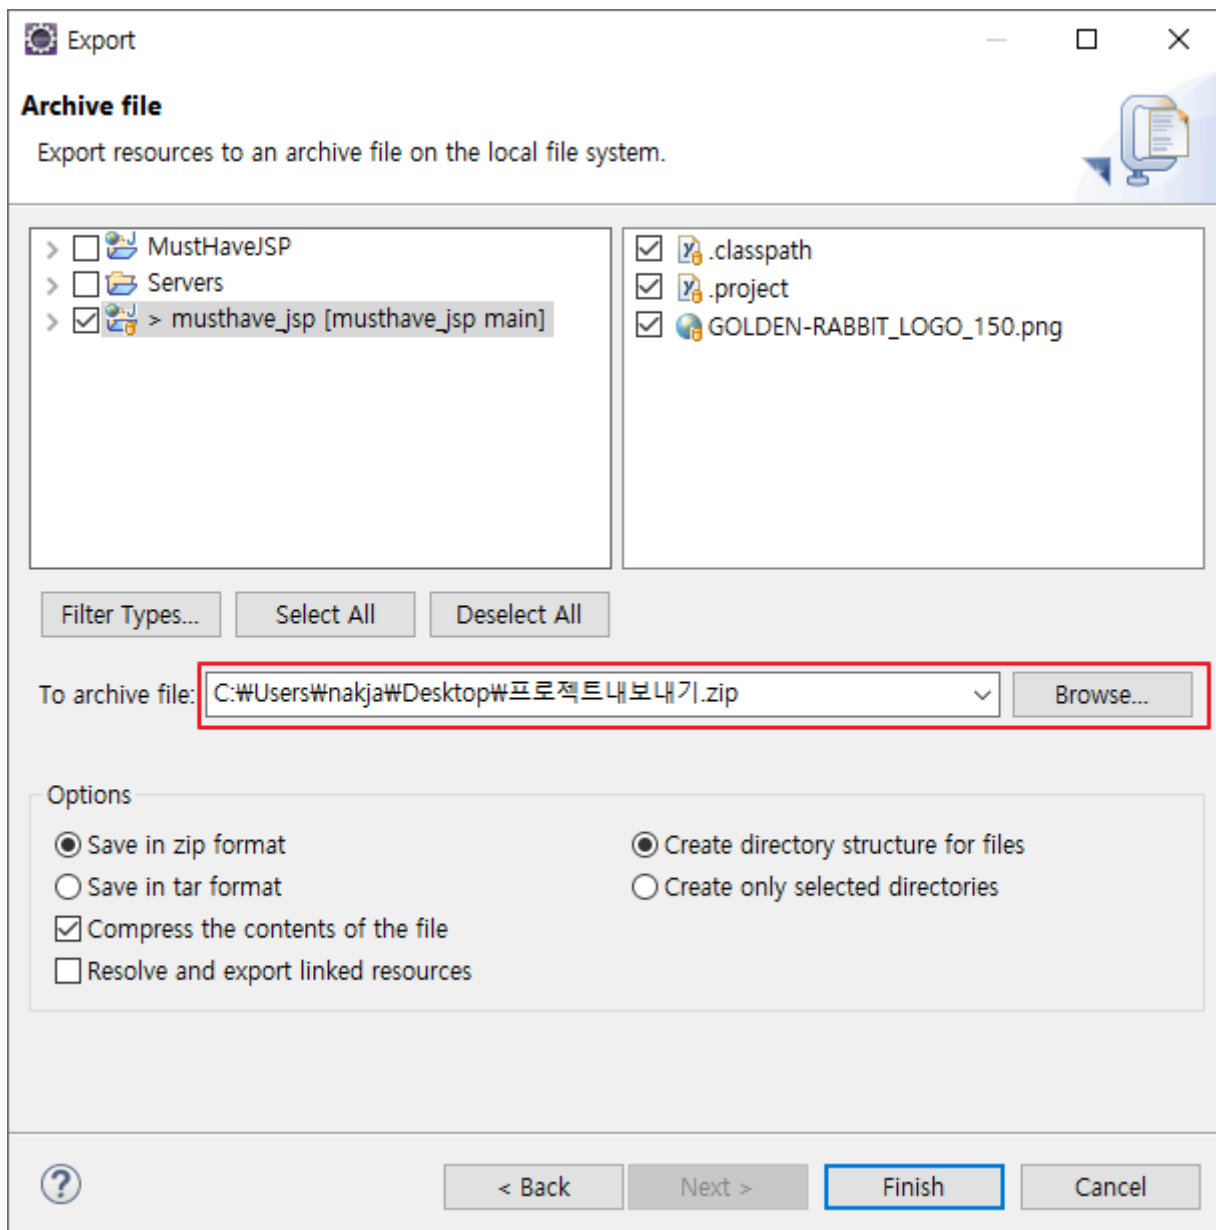 Export
Archive file
Export resources to an archive file on the local file system.
MustHaveJSP
Servers
> musthave_jsp [musthave_jsp main]
.classpath
.project
GOLDEN-RABBIT_LOGO_150.png
Filter Types... Select All Deselect All
To archive file: C:₩Users₩nakja₩Desktop₩프로젝트내보내기.zip Browse...
Options
Save in zip format Create directory structure for files
Save in tar format Create only selected directories
Compress the contents of the file
Resolve and export linked resources
? < Back Next > Finish Cancel